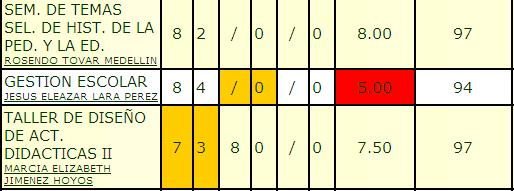 SEM. DE TEMAS
SEL. DE HIST. DE LA
PED. Y LA ED.
ROSENDO TOVAR MEDELLIN
8 2 / 0 / 0 8.00 97
GESTION ESCOLAR
JESUS ELEAZAR LARA PEREZ
8 4 / 0 / 0 5.00 94
TALLER DE DISEÑO
DE ACT.
DIDACTICAS II
MARCIA ELIZABETH
JIMENEZ HOYOS
7 3 8 0 / 0 7.50 97